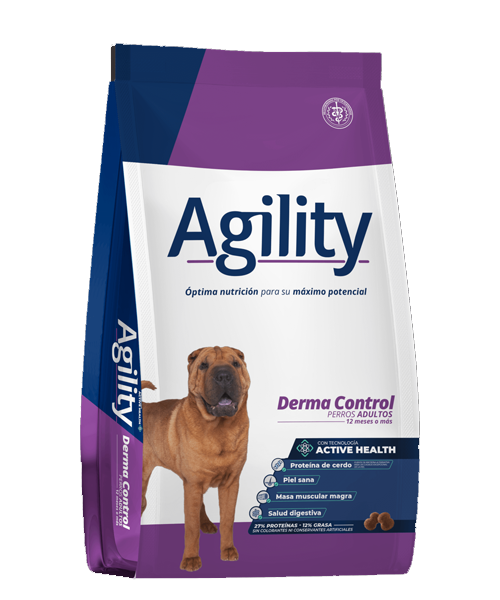 Agility
Óptima nutrición para su máximo potencial
Agility
Derma Control
PERROS ADULTOS
Derma Control
PERROS ADULTOS
12 meses o más
CON TECNOLOGÍA
ACTIVE HEALTH
Proteína de cerdo
Piel sana
Masa muscular magra
Salud digestiva
27% PROTEÍNAS - 12% GRASA
SIN COLORANTES NI CONSERVANTES ARTIFICIALES